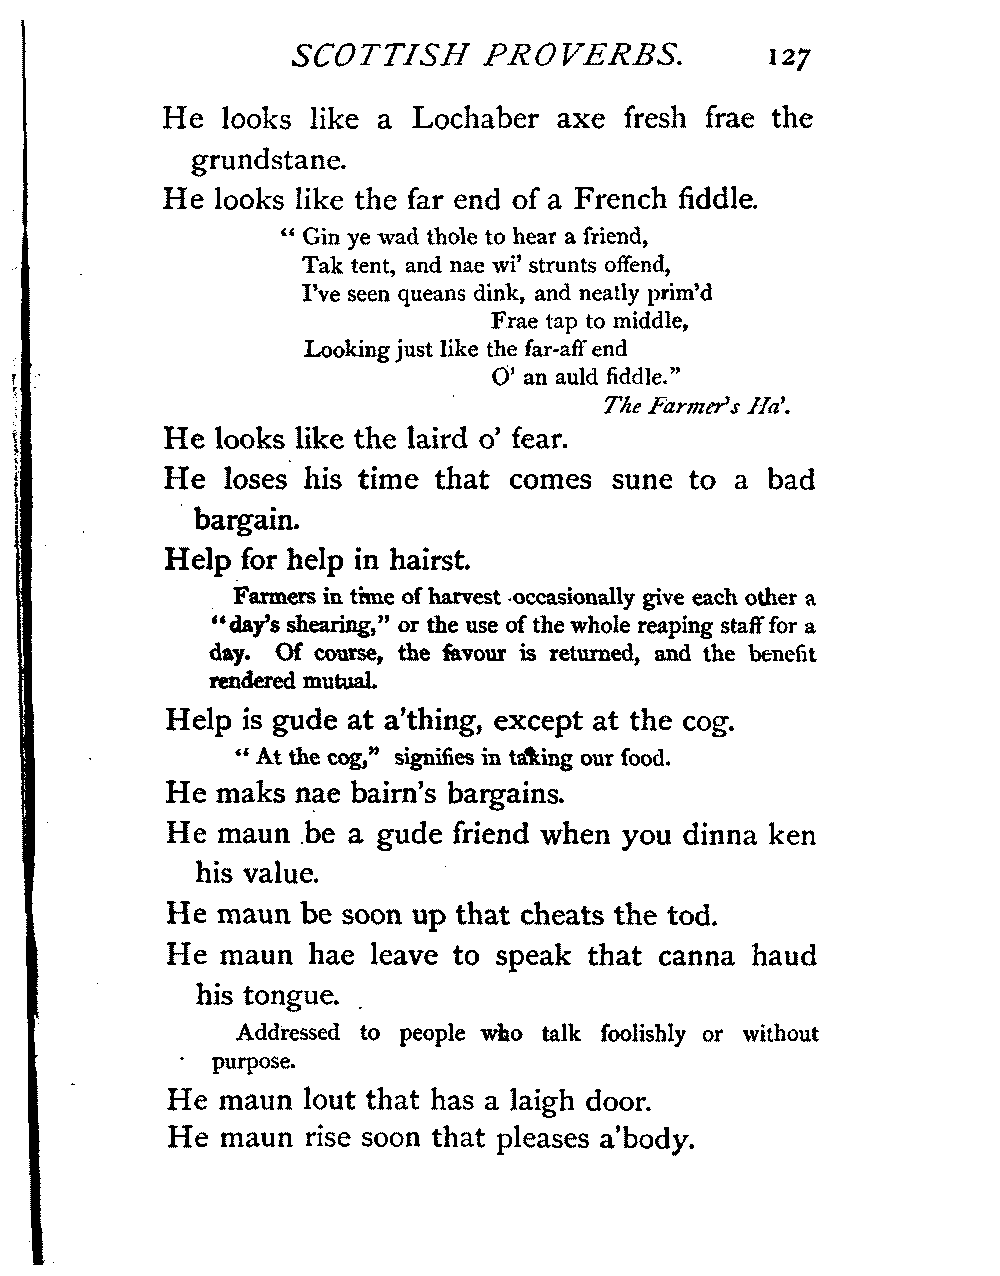 SCOTTISH PROVERBS. 127
He looks like a Lochaber axe fresh frae the
grundstane.
He looks like the far end of a French fiddle.
“ Gin ye wad thole to hear a friend,
Tak tent, and nae wi’ strunts offend,
I’ve seen queans dink, and neatly prim’d
Frae tap to middle,
Looking just like the far-aff end
O’ an auld fiddle.”
The Farmer’s Ha’.
He looks like the laird o’ fear.
He loses his time that comes sune to a bad
bargain.
Help for help in hairst.
Farmers in time of harvest occasionally give each other a
“day’s shearing,” or the use of the whole reaping staff for a
day. Of course, the favour is returned, and the benefit
rendered mutual.
Help is gude at a’thing, except at the cog.
“ At the cog,” signifies in taking our food.
He maks nae bairn’s bargains.
He maun be a gude friend when you dinna ken
his value.
He maun be soon up that cheats the tod.
He maun hae leave to speak that canna haud
his tongue.
Addressed to people who talk foolishly or without
purpose.
He maun lout that has a laigh door.
He maun rise soon that pleases a’body.